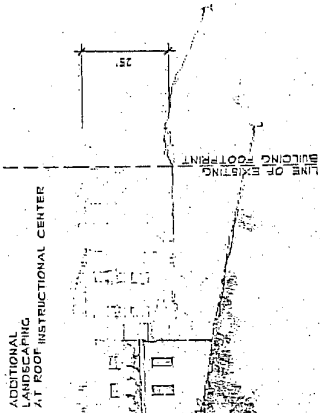 ADDITIONAL
LANDSCAPING
AT ROOF INSTRUCTIONAL CENTER
25'
LINE OF EXISTING
BUILDING FOOTPRINT